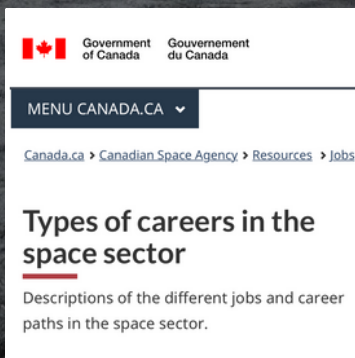 Government of Canada
Gouvernement du Canada
MENU CANADA.CA
Canada.ca > Canadian Space Agency > Resources > Jobs
Types of careers in the
space sector
Descriptions of the different jobs and career
paths in the space sector.